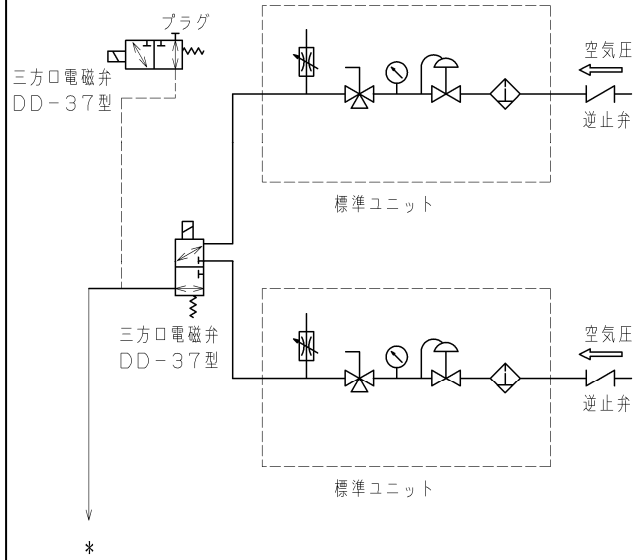 プラグ
三方口電磁弁
DD-37型
空気圧
逆止弁
標準ユニット
三方口電磁弁
DD-37型
空気圧
逆止弁
標準ユニット
*